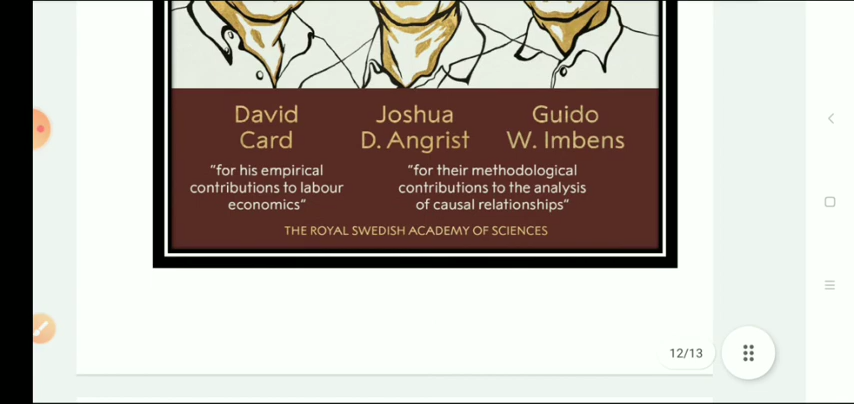 David Card
Joshua D. Angrist
Guido W. Imbens
“for his empirical
contributions to labour
economics”
“for their methodological
contributions to the analysis
of causal relationships”
THE ROYAL SWEDISH ACADEMY OF SCIENCES
12/13